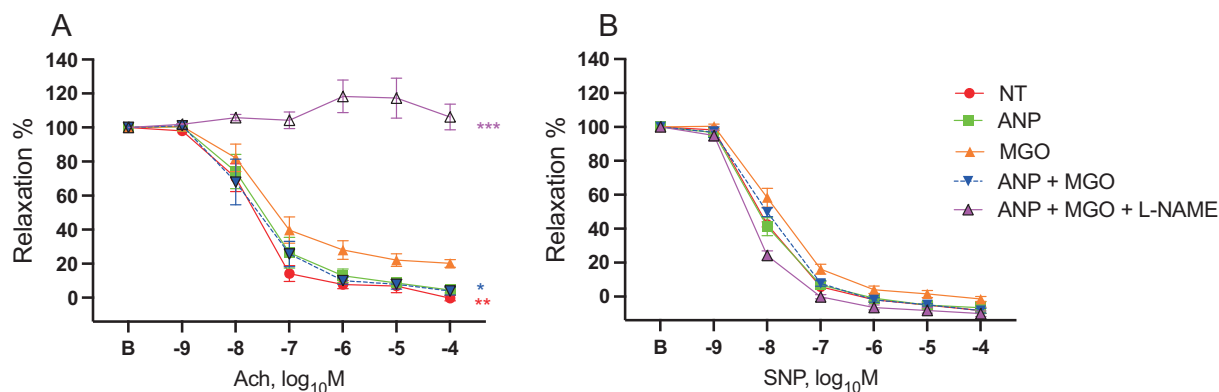 A
140
120
100
80
60
40
20
0
Relaxation %
B -9 -8 -7 -6 -5 -4
Ach, log₁₀M
***
*
**
B
140
120
100
80
60
40
20
0
Relaxation %
B -9 -8 -7 -6 -5 -4
SNP, log₁₀M
NT
ANP
MGO
ANP + MGO
ANP + MGO + L-NAME